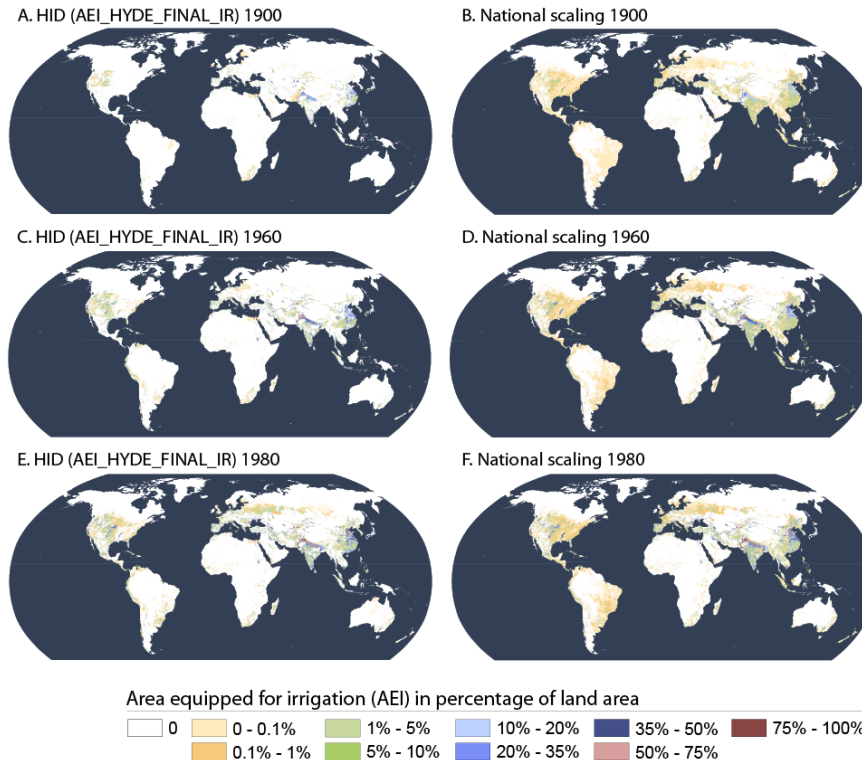 A. HID (AEI_HYDE_FINAL_IR) 1900
B. National scaling 1900
C. HID (AEI_HYDE_FINAL_IR) 1960
D. National scaling 1960
E. HID (AEI_HYDE_FINAL_IR) 1980
F. National scaling 1980
Area equipped for irrigation (AEI) in percentage of land area
0 0 - 0.1% 1% - 5% 10% - 20% 35% - 50% 75% - 100%
0.1% - 1% 5% - 10% 20% - 35% 50% - 75%